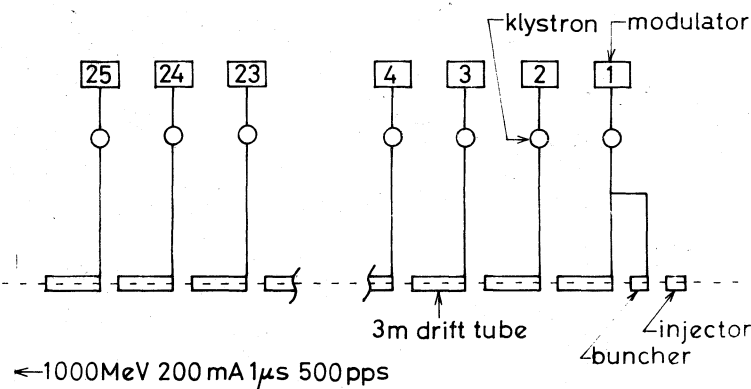 klystron modulator
25 24 23 4 3 2 1
3m drift tube
injector
buncher
1000MeV 200mA 1μs 500pps